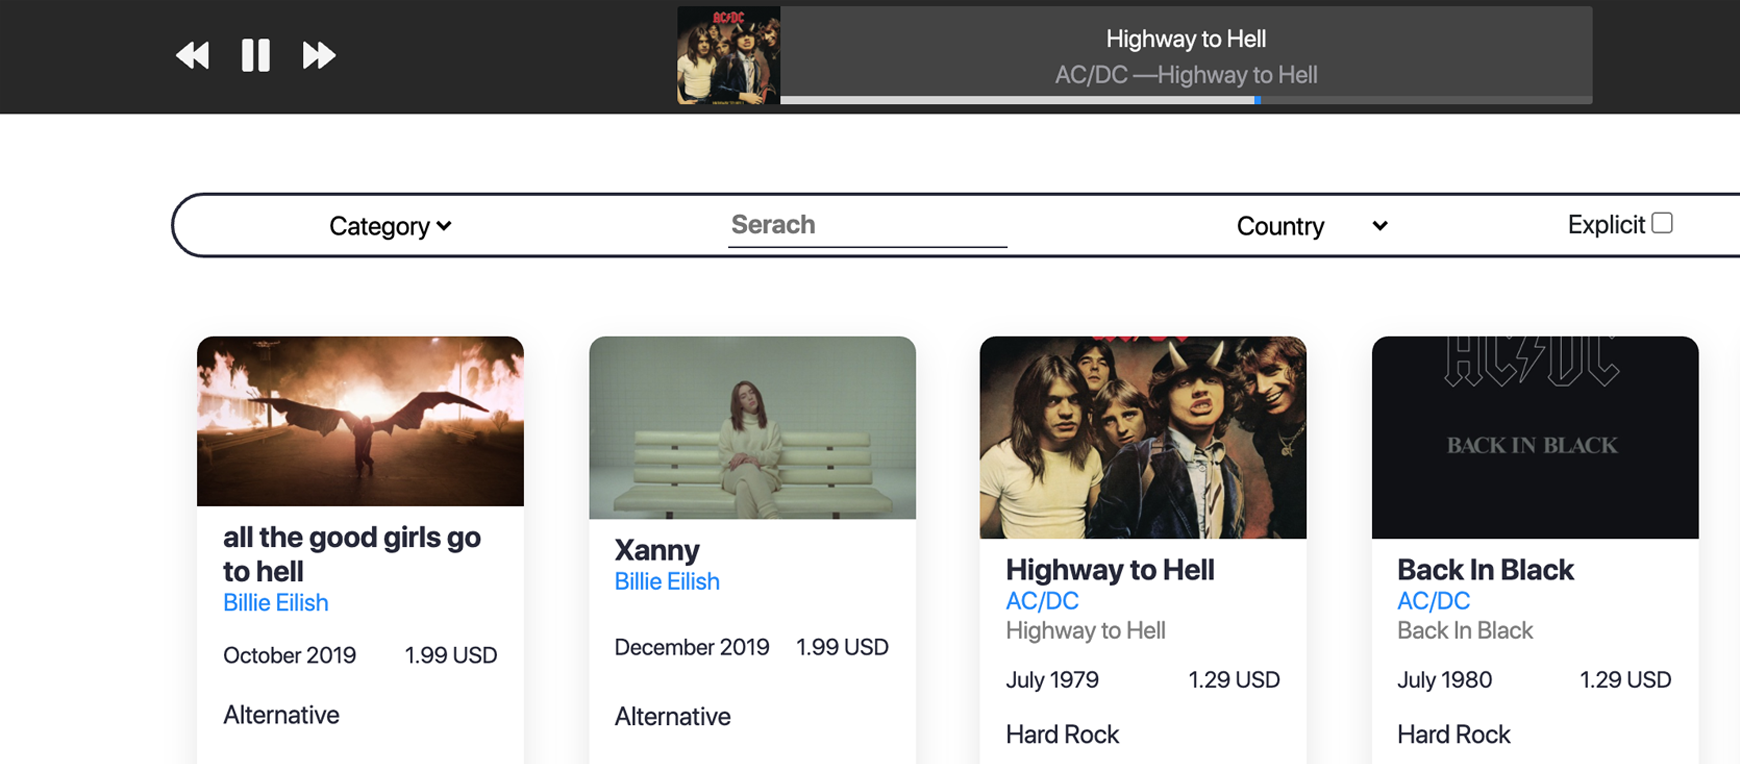 AC/DC
Highway to Hell
AC/DC —Highway to Hell
Category
Serach
Country
Explicit
AC/DC
BACK IN BLACK
all the good girls go
to hell
Billie Eilish
October 2019 1.99 USD
Alternative
Xanny
Billie Eilish
December 2019 1.99 USD
Alternative
Highway to Hell
AC/DC
Highway to Hell
July 1979 1.29 USD
Hard Rock
Back In Black
AC/DC
Back In Black
July 1980 1.29 USD
Hard Rock